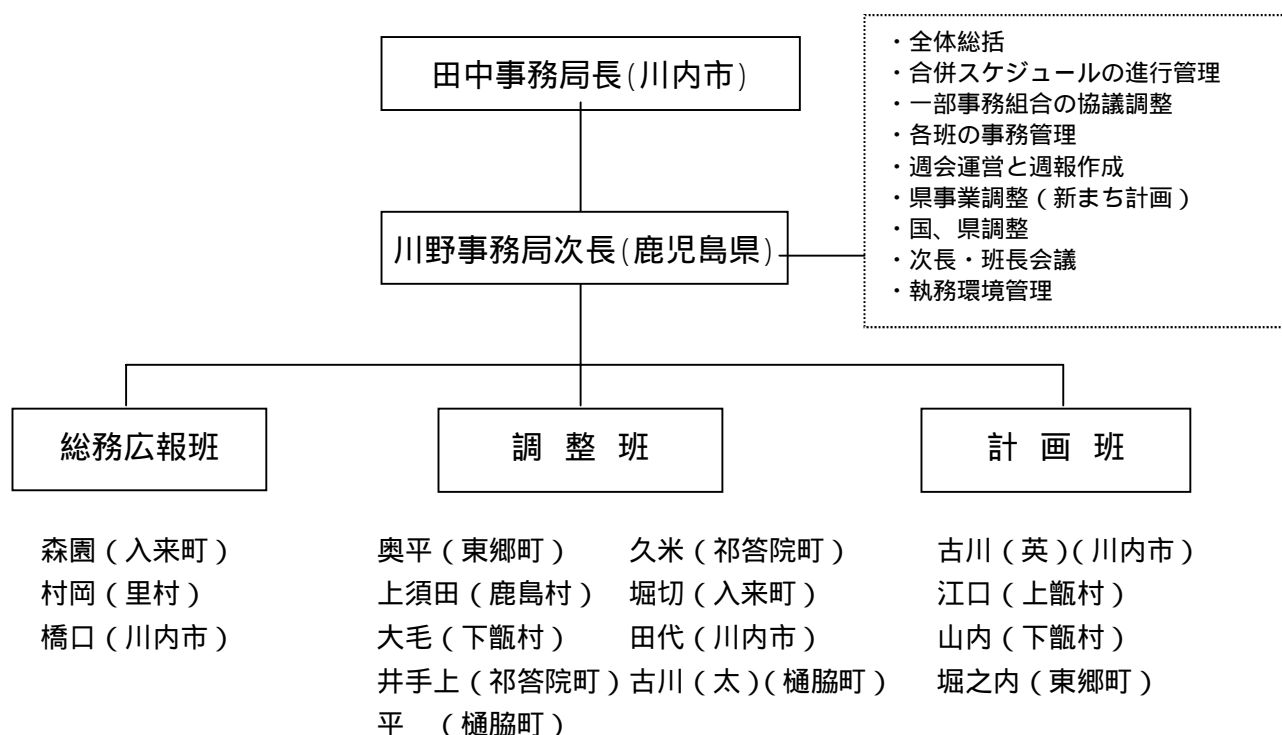 田中事務局長(川内市)
・全体総括
・合併スケジュールの進行管理
・一部事務組合の協議調整
・各班の事務管理
・週会運営と週報作成
・県事業調整（新まち計画）
・国、県調整
・次長・班長会議
・執務環境管理
川野事務局次長(鹿児島県)
総務広報班
調 整 班
計 画 班
森園（入来町）
村岡（里村）
橋口（川内市）
奥平（東郷町）
上須田（鹿島村）
大毛（下甑村）
井手上（祁答院町）
平　（樋脇町）
久米（祁答院町）
堀切（入来町）
田代（川内市）
古川（太）（樋脇町）
古川（英）（川内市）
江口（上甑村）
山内（下甑村）
堀之内（東郷町）